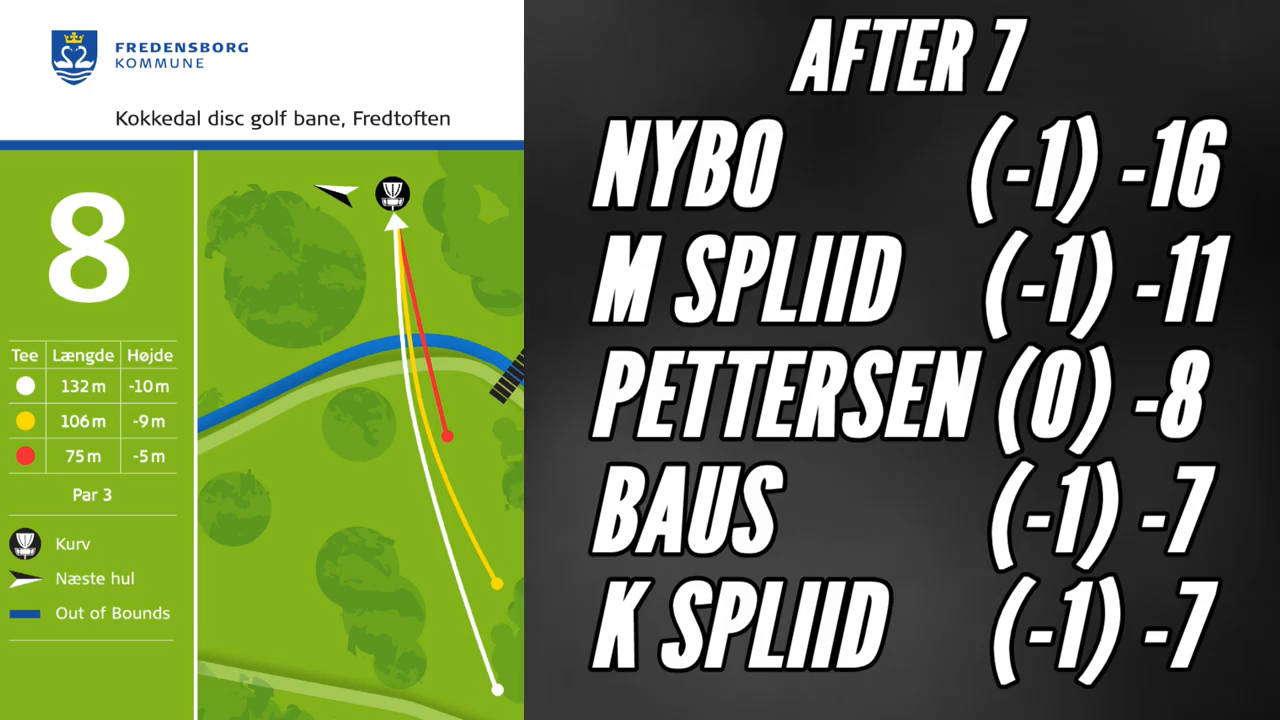 FREDENSBORG
KOMMUNE
Kokkedal disc golf bane, Fredtoften
8
Tee Længde Højde
132 m -10 m
106 m -9 m
75 m -5 m
Par 3
Kurv
Næste hul
Out of Bounds
AFTER 7
NYBO (-1) -16
M SPLIID (-1) -11
PETTERSEN (0) -8
BAUS (-1) -7
K SPLIID (-1) -7